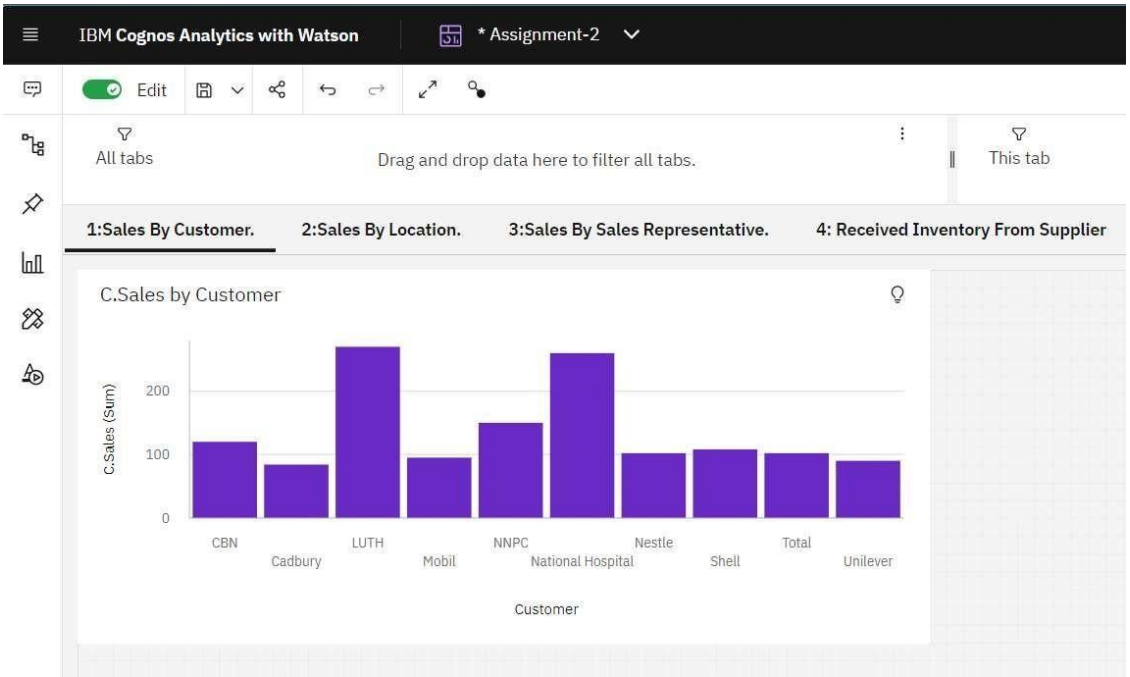 IBM Cognos Analytics with Watson
* Assignment-2
Edit
All tabs
Drag and drop data here to filter all tabs.
This tab
1:Sales By Customer.
2:Sales By Location.
3:Sales By Sales Representative.
4: Received Inventory From Supplier
C.Sales by Customer
C.Sales (Sum)
200
100
0
CBN
Cadbury
LUTH
Mobil
NNPC
National Hospital
Nestle
Shell
Total
Unilever
Customer